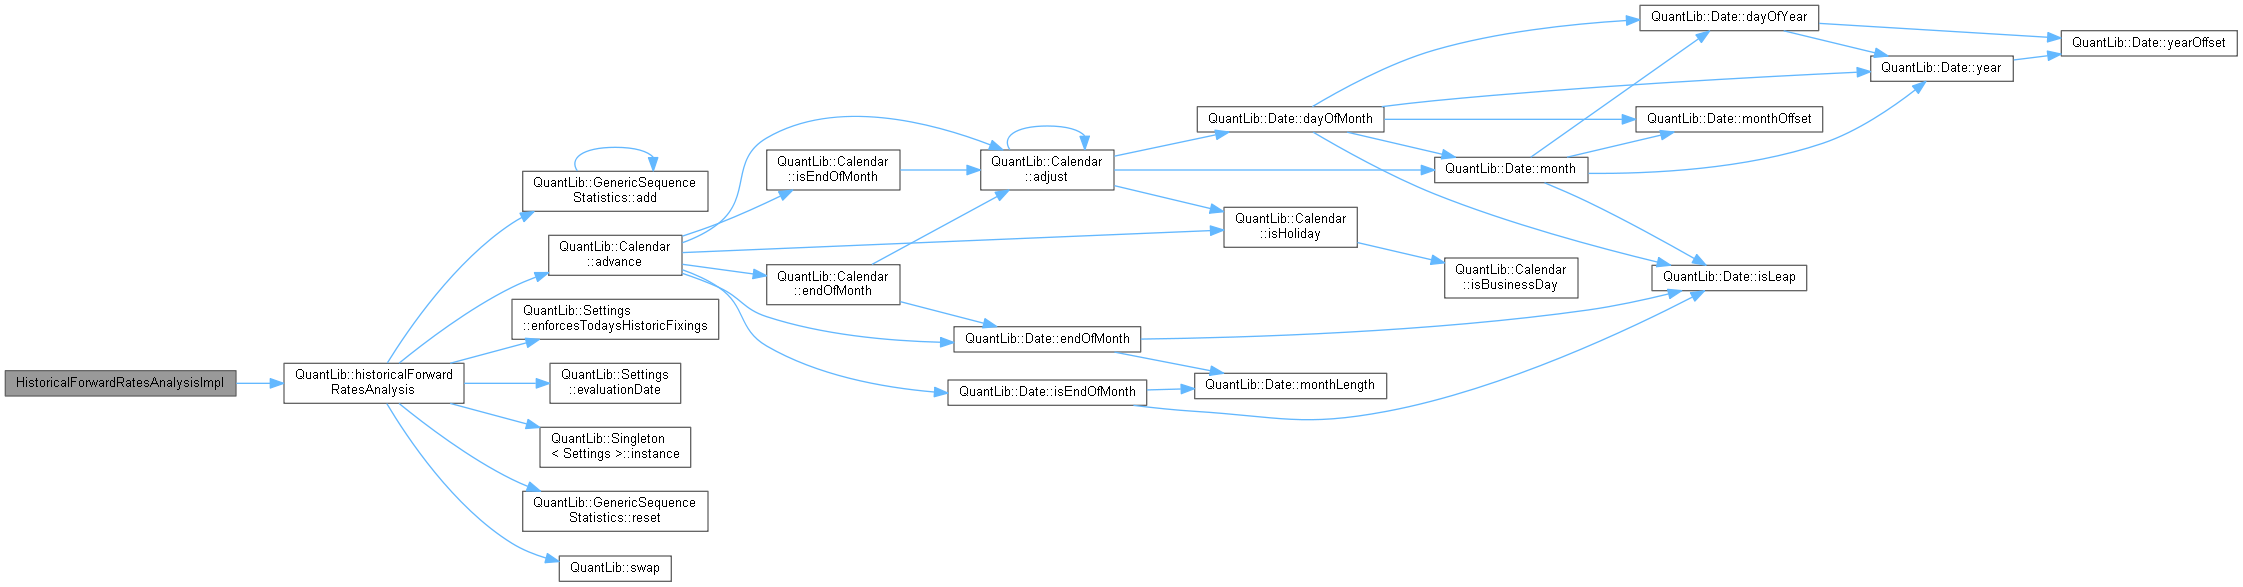 HistoricalForwardRatesAnalysisImpl
QuantLib::historicalForward
RatesAnalysis
QuantLib::GenericSequence
Statistics::add
QuantLib::Calendar
::advance
QuantLib::Settings
::enforcesTodaysHistoricFixings
QuantLib::Settings
::evaluationDate
QuantLib::Singleton
< Settings >::instance
QuantLib::GenericSequence
Statistics::reset
QuantLib::swap
QuantLib::Calendar
::isEndOfMonth
QuantLib::Calendar
::endOfMonth
QuantLib::Calendar
::adjust
QuantLib::Date::endOfMonth
QuantLib::Date::isEndOfMonth
QuantLib::Date::dayOfMonth
QuantLib::Calendar
::isHoliday
QuantLib::Date::monthLength
QuantLib::Date::month
QuantLib::Calendar
::isBusinessDay
QuantLib::Date::dayOfYear
QuantLib::Date::monthOffset
QuantLib::Date::isLeap
QuantLib::Date::year
QuantLib::Date::yearOffset